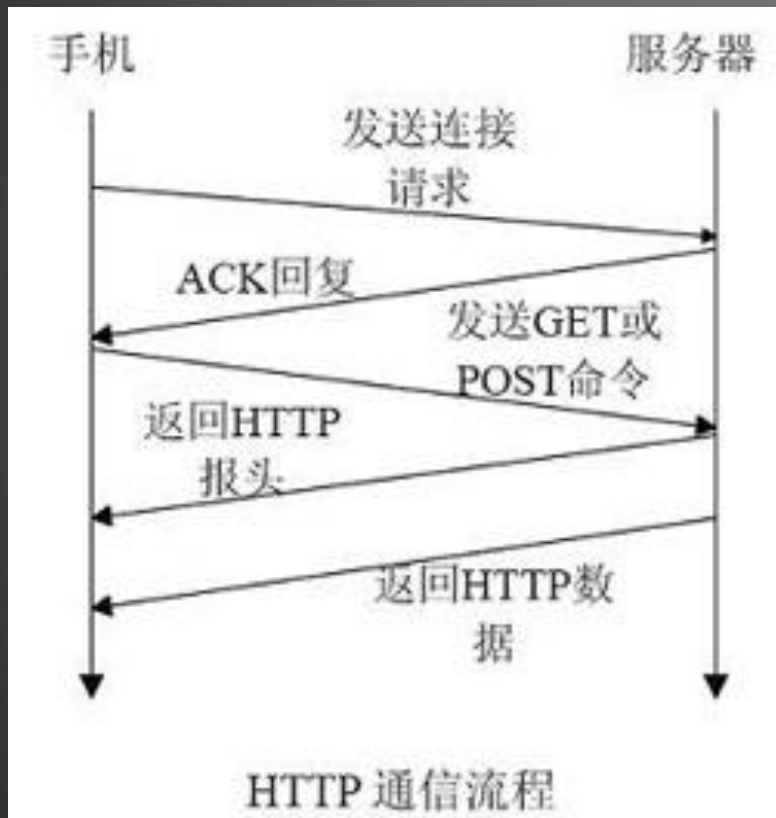 手机
服务器
发送连接
请求
ACK回复
发送GET或
POST命令
返回HTTP
报头
返回HTTP数
据
HTTP 通信流程